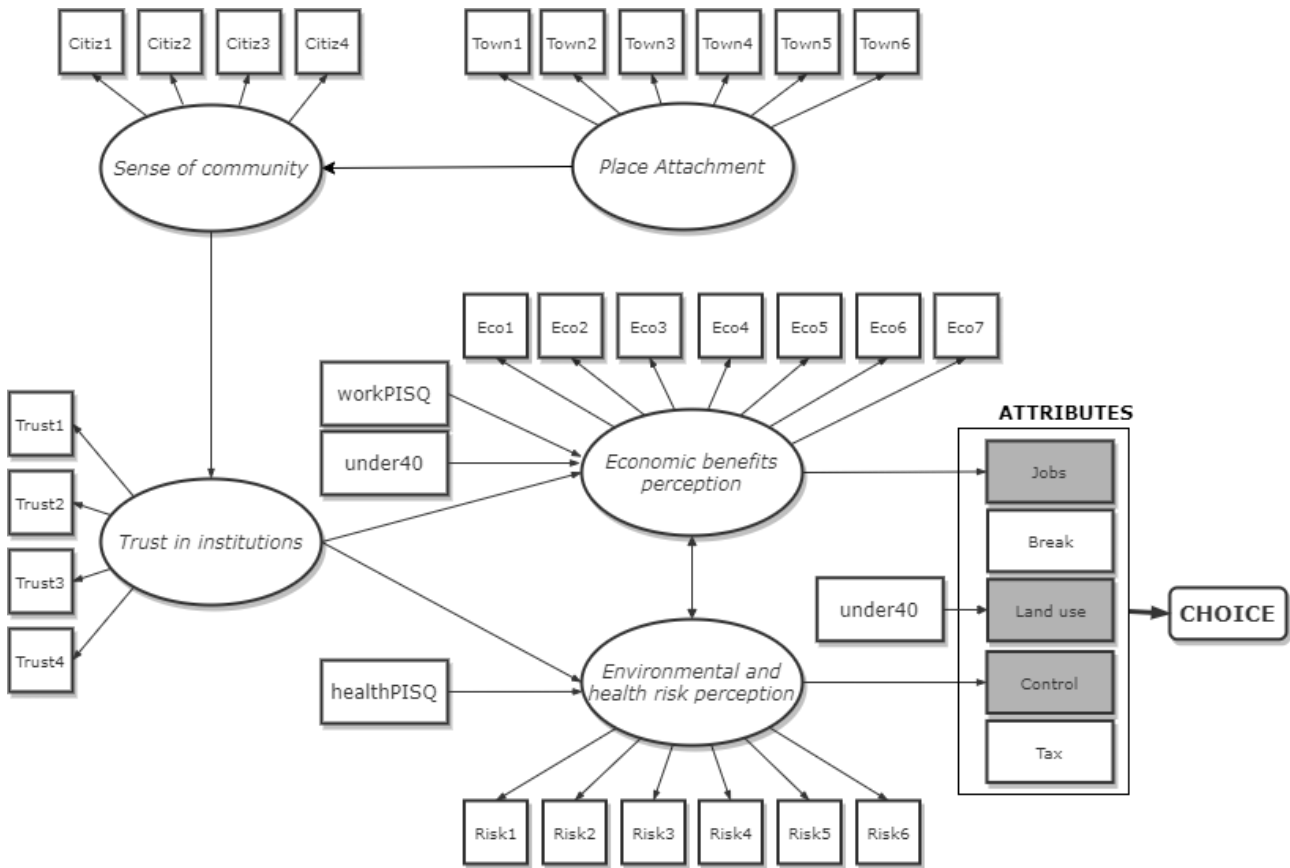 Citiz1
Citiz2
Citiz3
Citiz4
Town1
Town2
Town3
Town4
Town5
Town6
Sense of community
Place Attachment
Eco1
Eco2
Eco3
Eco4
Eco5
Eco6
Eco7
workPISQ
under40
Economic benefits
perception
ATTRIBUTES
Jobs
Break
Land use
Control
Tax
CHOICE
Trust1
Trust2
Trust3
Trust4
Trust in institutions
under40
healthPISQ
Environmental and
health risk perception
Risk1
Risk2
Risk3
Risk4
Risk5
Risk6